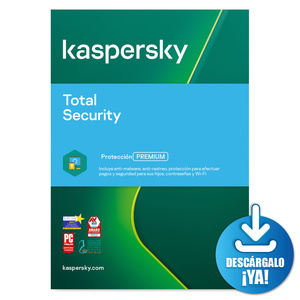 kaspersky
Total
Security
Protección PREMIUM
Incluye anti-malware, anti-rastreo, protección para efectuar
pagos y seguridad para sus hijos, contraseñas y Wi-Fi
PC
kaspersky.com
DESCÁRGALO
¡YA!